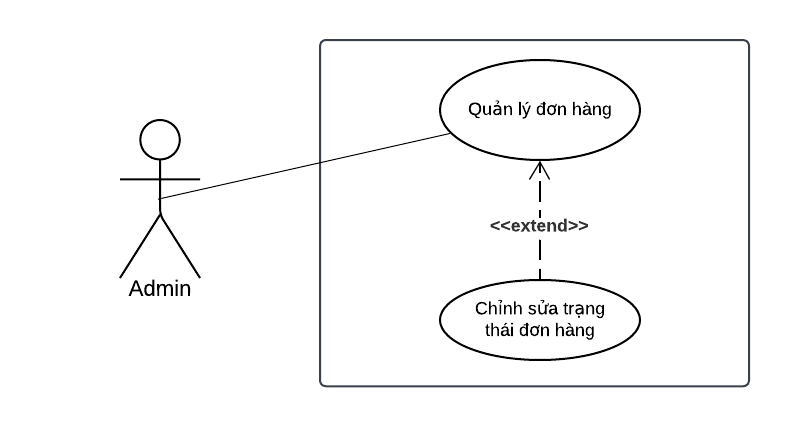 Quản lý đơn hàng
<<extend>>
Admin
Chỉnh sửa trạng
thái đơn hàng